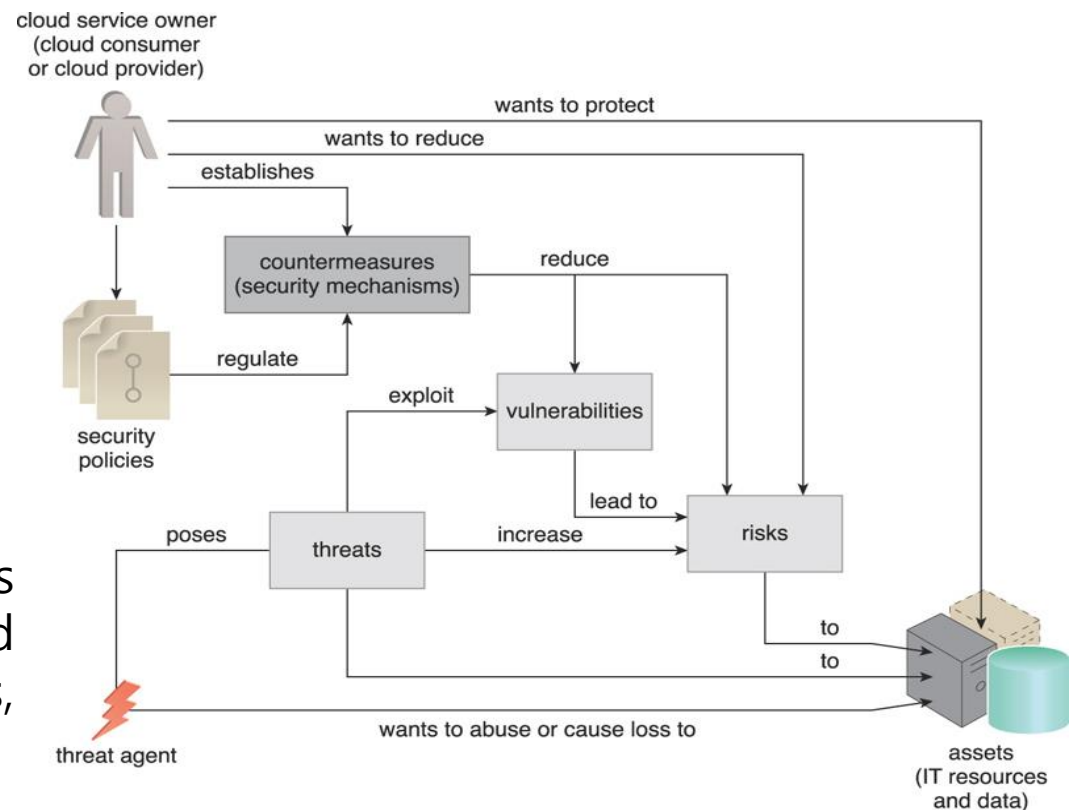 cloud service owner
(cloud consumer
or cloud provider)
wants to protect
wants to reduce
establishes
countermeasures
(security mechanisms)
reduce
regulate
exploit
vulnerabilities
security
policies
lead to
poses
threats
increase
risks
s
d
s,
to
to
wants to abuse or cause loss to
threat agent
assets
(IT resources
and data)